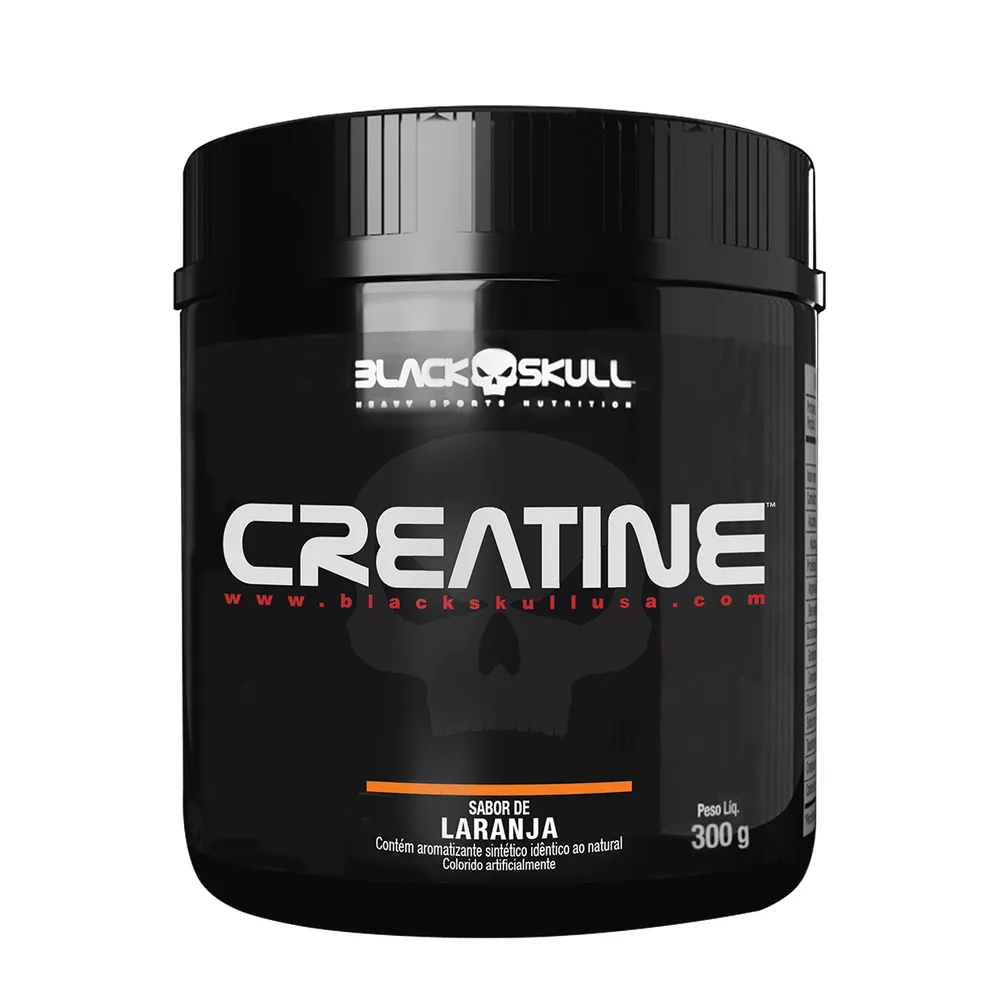 BLACK SKULL
HEAVY SPORTS NUTRITION
CREATINE™
www.blackskullusa.com
SABOR DE
LARANJA
Contém aromatizante sintético idêntico ao natural
Colorido artificialmente
Peso Líq.
300 g